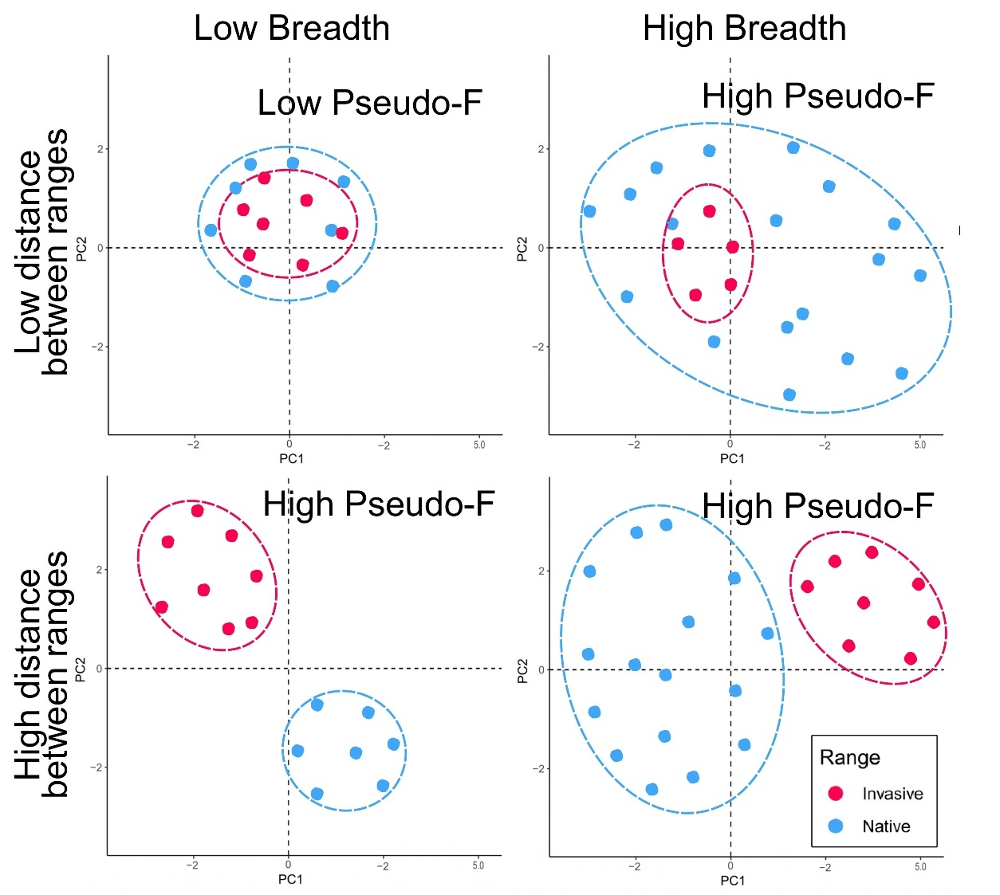 Low Breadth
High Breadth
Low distance
between ranges
Low Pseudo-F
2
0
−2
PC2
−2
0
−2
5.0
PC1
High Pseudo-F
2
0
−2
PC2
−2
0
−2
5.0
PC1
High distance
between ranges
High Pseudo-F
2
0
−2
PC2
−2
0
−2
5.0
PC1
High Pseudo-F
2
0
−2
PC2
−2
0
−2
5.0
PC1
Range
Invasive
Native